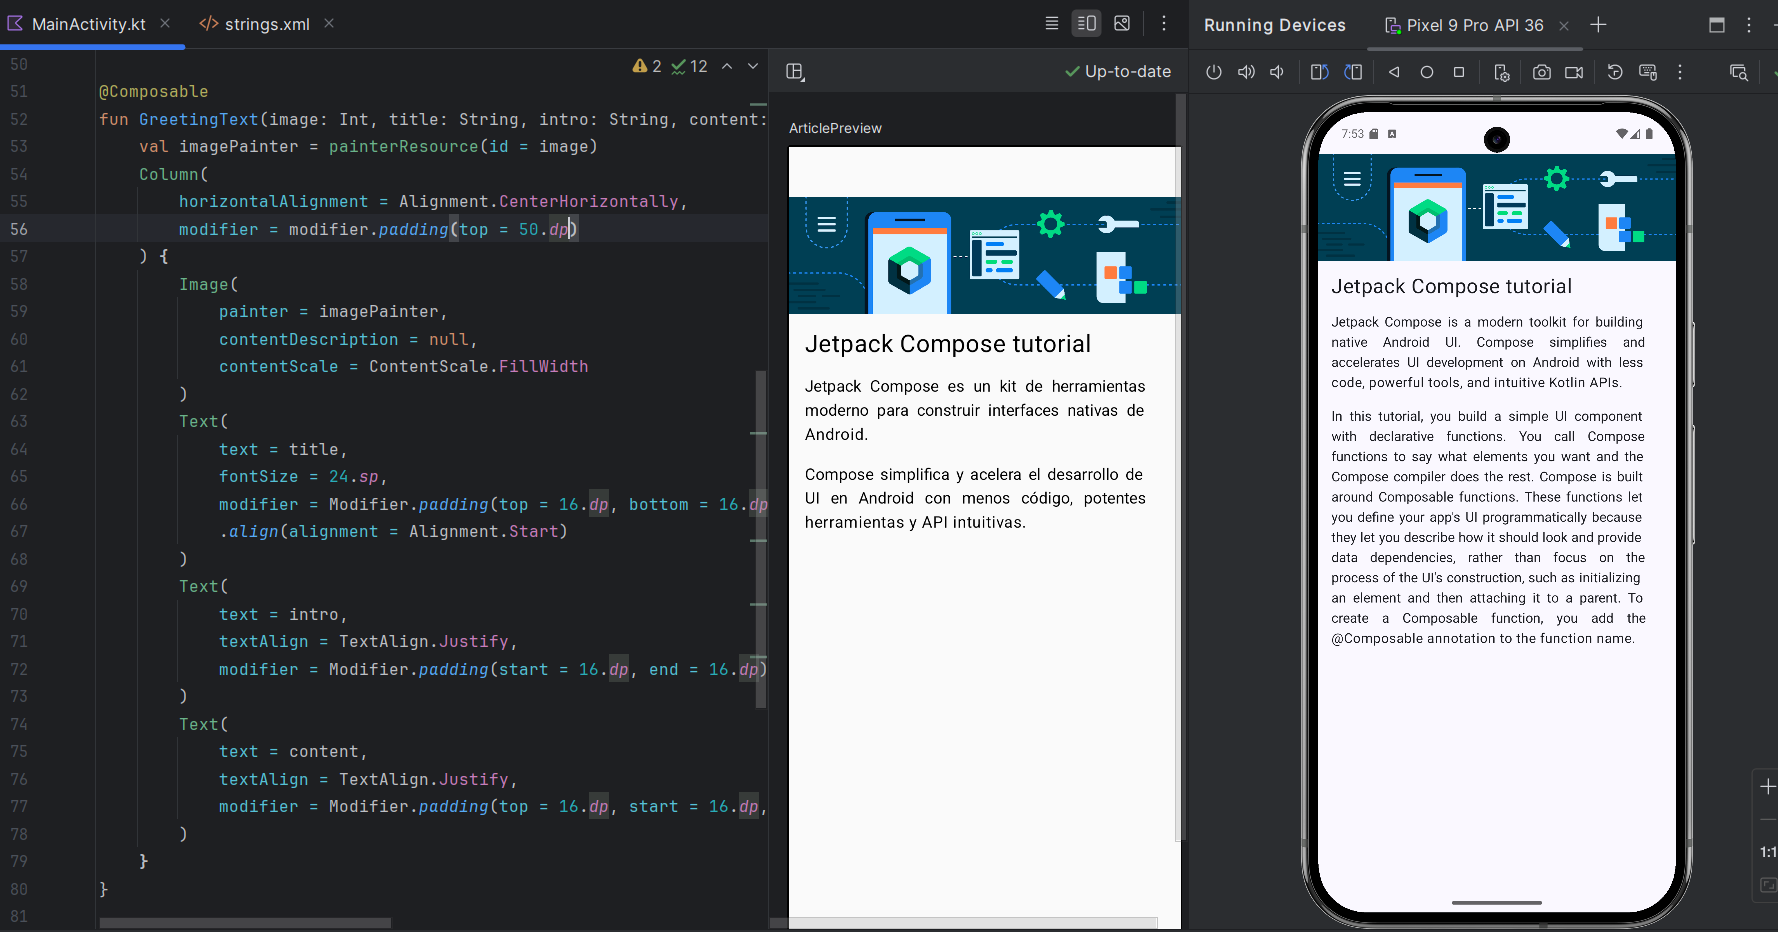 MainActivity.kt
strings.xml
50
2 12
51 @Composable
52 fun GreetingText(image: Int, title: String, intro: String, content:
53 val imagePainter = painterResource(id = image)
54 Column(
55 horizontalAlignment = Alignment.CenterHorizontally,
56 modifier = modifier.padding(top = 50.dp)
57 ) {
58 Image(
59 painter = imagePainter,
60 contentDescription = null,
61 contentScale = ContentScale.FillWidth
62 )
63 Text(
64 text = title,
65 fontSize = 24.sp,
66 modifier = Modifier.padding(top = 16.dp, bottom = 16.dp
67 .align(alignment = Alignment.Start)
68 )
69 Text(
70 text = intro,
71 textAlign = TextAlign.Justify,
72 modifier = Modifier.padding(start = 16.dp, end = 16.dp)
73 )
74 Text(
75 text = content,
76 textAlign = TextAlign.Justify,
77 modifier = Modifier.padding(top = 16.dp, start = 16.dp,
78 )
79 }
80 }
81
Up-to-date
ArticlePreview
Jetpack Compose tutorial
Jetpack Compose es un kit de herramientas
moderno para construir interfaces nativas de
Android.
Compose simplifica y acelera el desarrollo de
UI en Android con menos código, potentes
herramientas y API intuitivas.
Running Devices
Pixel 9 Pro API 36
7:53
Jetpack Compose tutorial
Jetpack Compose is a modern toolkit for building
native Android UI. Compose simplifies and
accelerates UI development on Android with less
code, powerful tools, and intuitive Kotlin APIs.
In this tutorial, you build a simple UI component
with declarative functions. You call Compose
functions to say what elements you want and the
Compose compiler does the rest. Compose is built
around Composable functions. These functions let
you define your app's UI programmatically because
they let you describe how it should look and provide
data dependencies, rather than focus on the
process of the UI's construction, such as initializing
an element and then attaching it to a parent. To
create a Composable function, you add the
@Composable annotation to the function name.
1:1